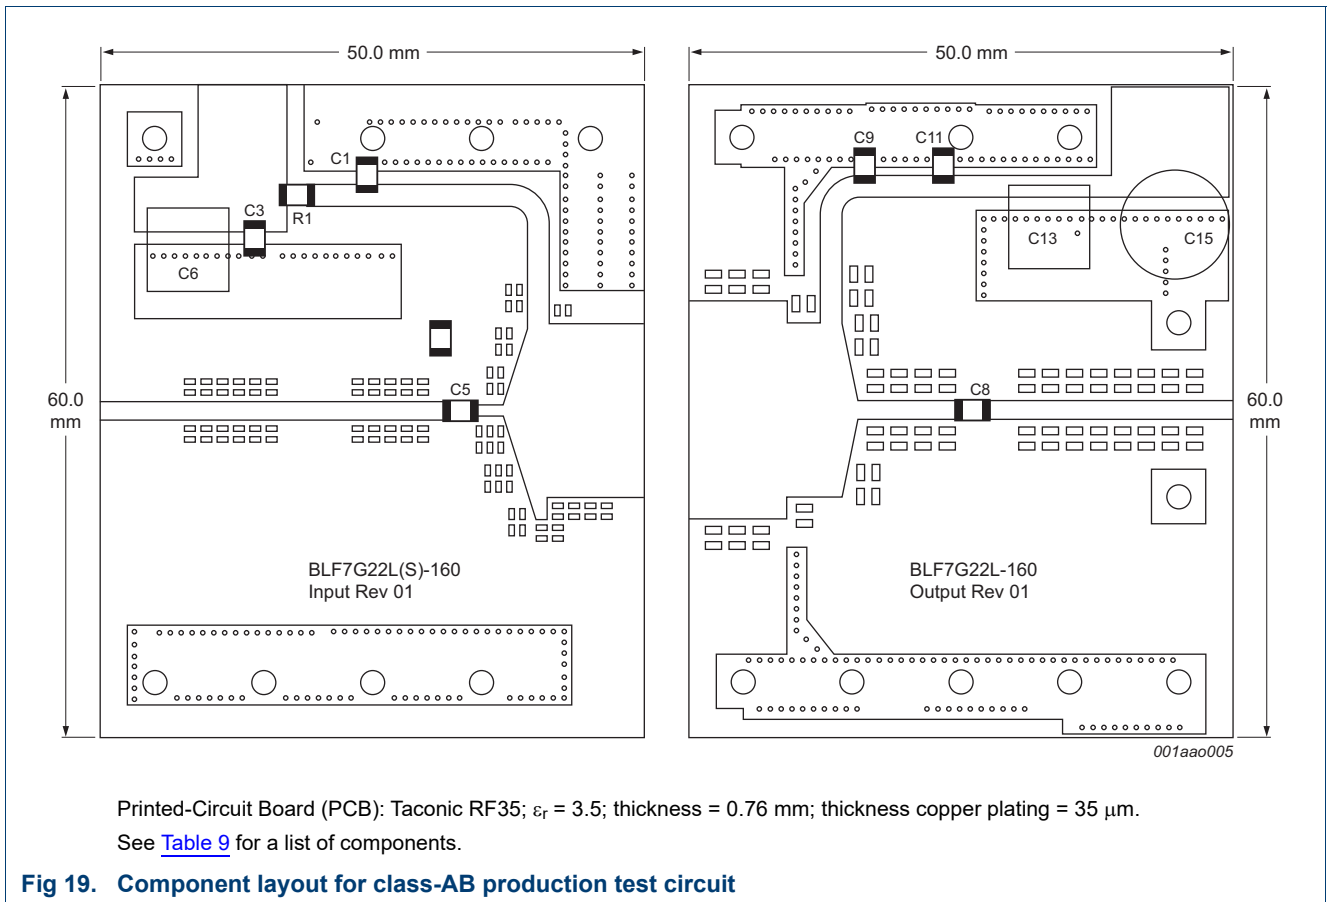 50.0 mm
50.0 mm
C1
C9
C11
R1
C3
C6
C13
C15
60.0
mm
C5
C8
60.0
mm
BLF7G22L(S)-160
Input Rev 01
BLF7G22L-160
Output Rev 01
001aao005
Printed-Circuit Board (PCB): Taconic RF35; εr = 3.5; thickness = 0.76 mm; thickness copper plating = 35 μm.
See Table 9 for a list of components.
Fig 19. Component layout for class-AB production test circuit